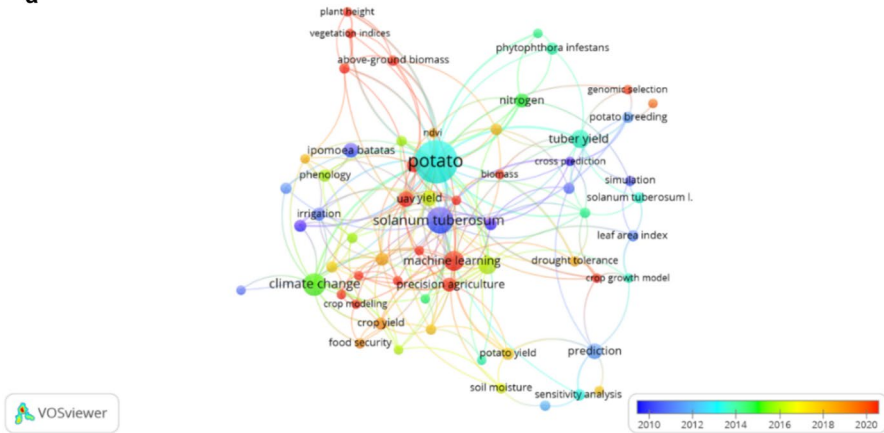 plant height
vegetation indices
phytophthora infestans
above-ground biomass
genomic selection
nitrogen
potato breeding
ndvi
tuber yield
ipomoea batatas
potato
cross prediction
phenology
biomass
simulation
uav yield
solanum tuberosum l.
irrigation
solanum tuberosum
leaf area index
machine learning
drought tolerance
climate change
precision agriculture
crop growth model
crop modeling
crop yield
food security
potato yield
prediction
soil moisture
sensitivity analysis
VOSviewer
2010 2012 2014 2016 2018 2020